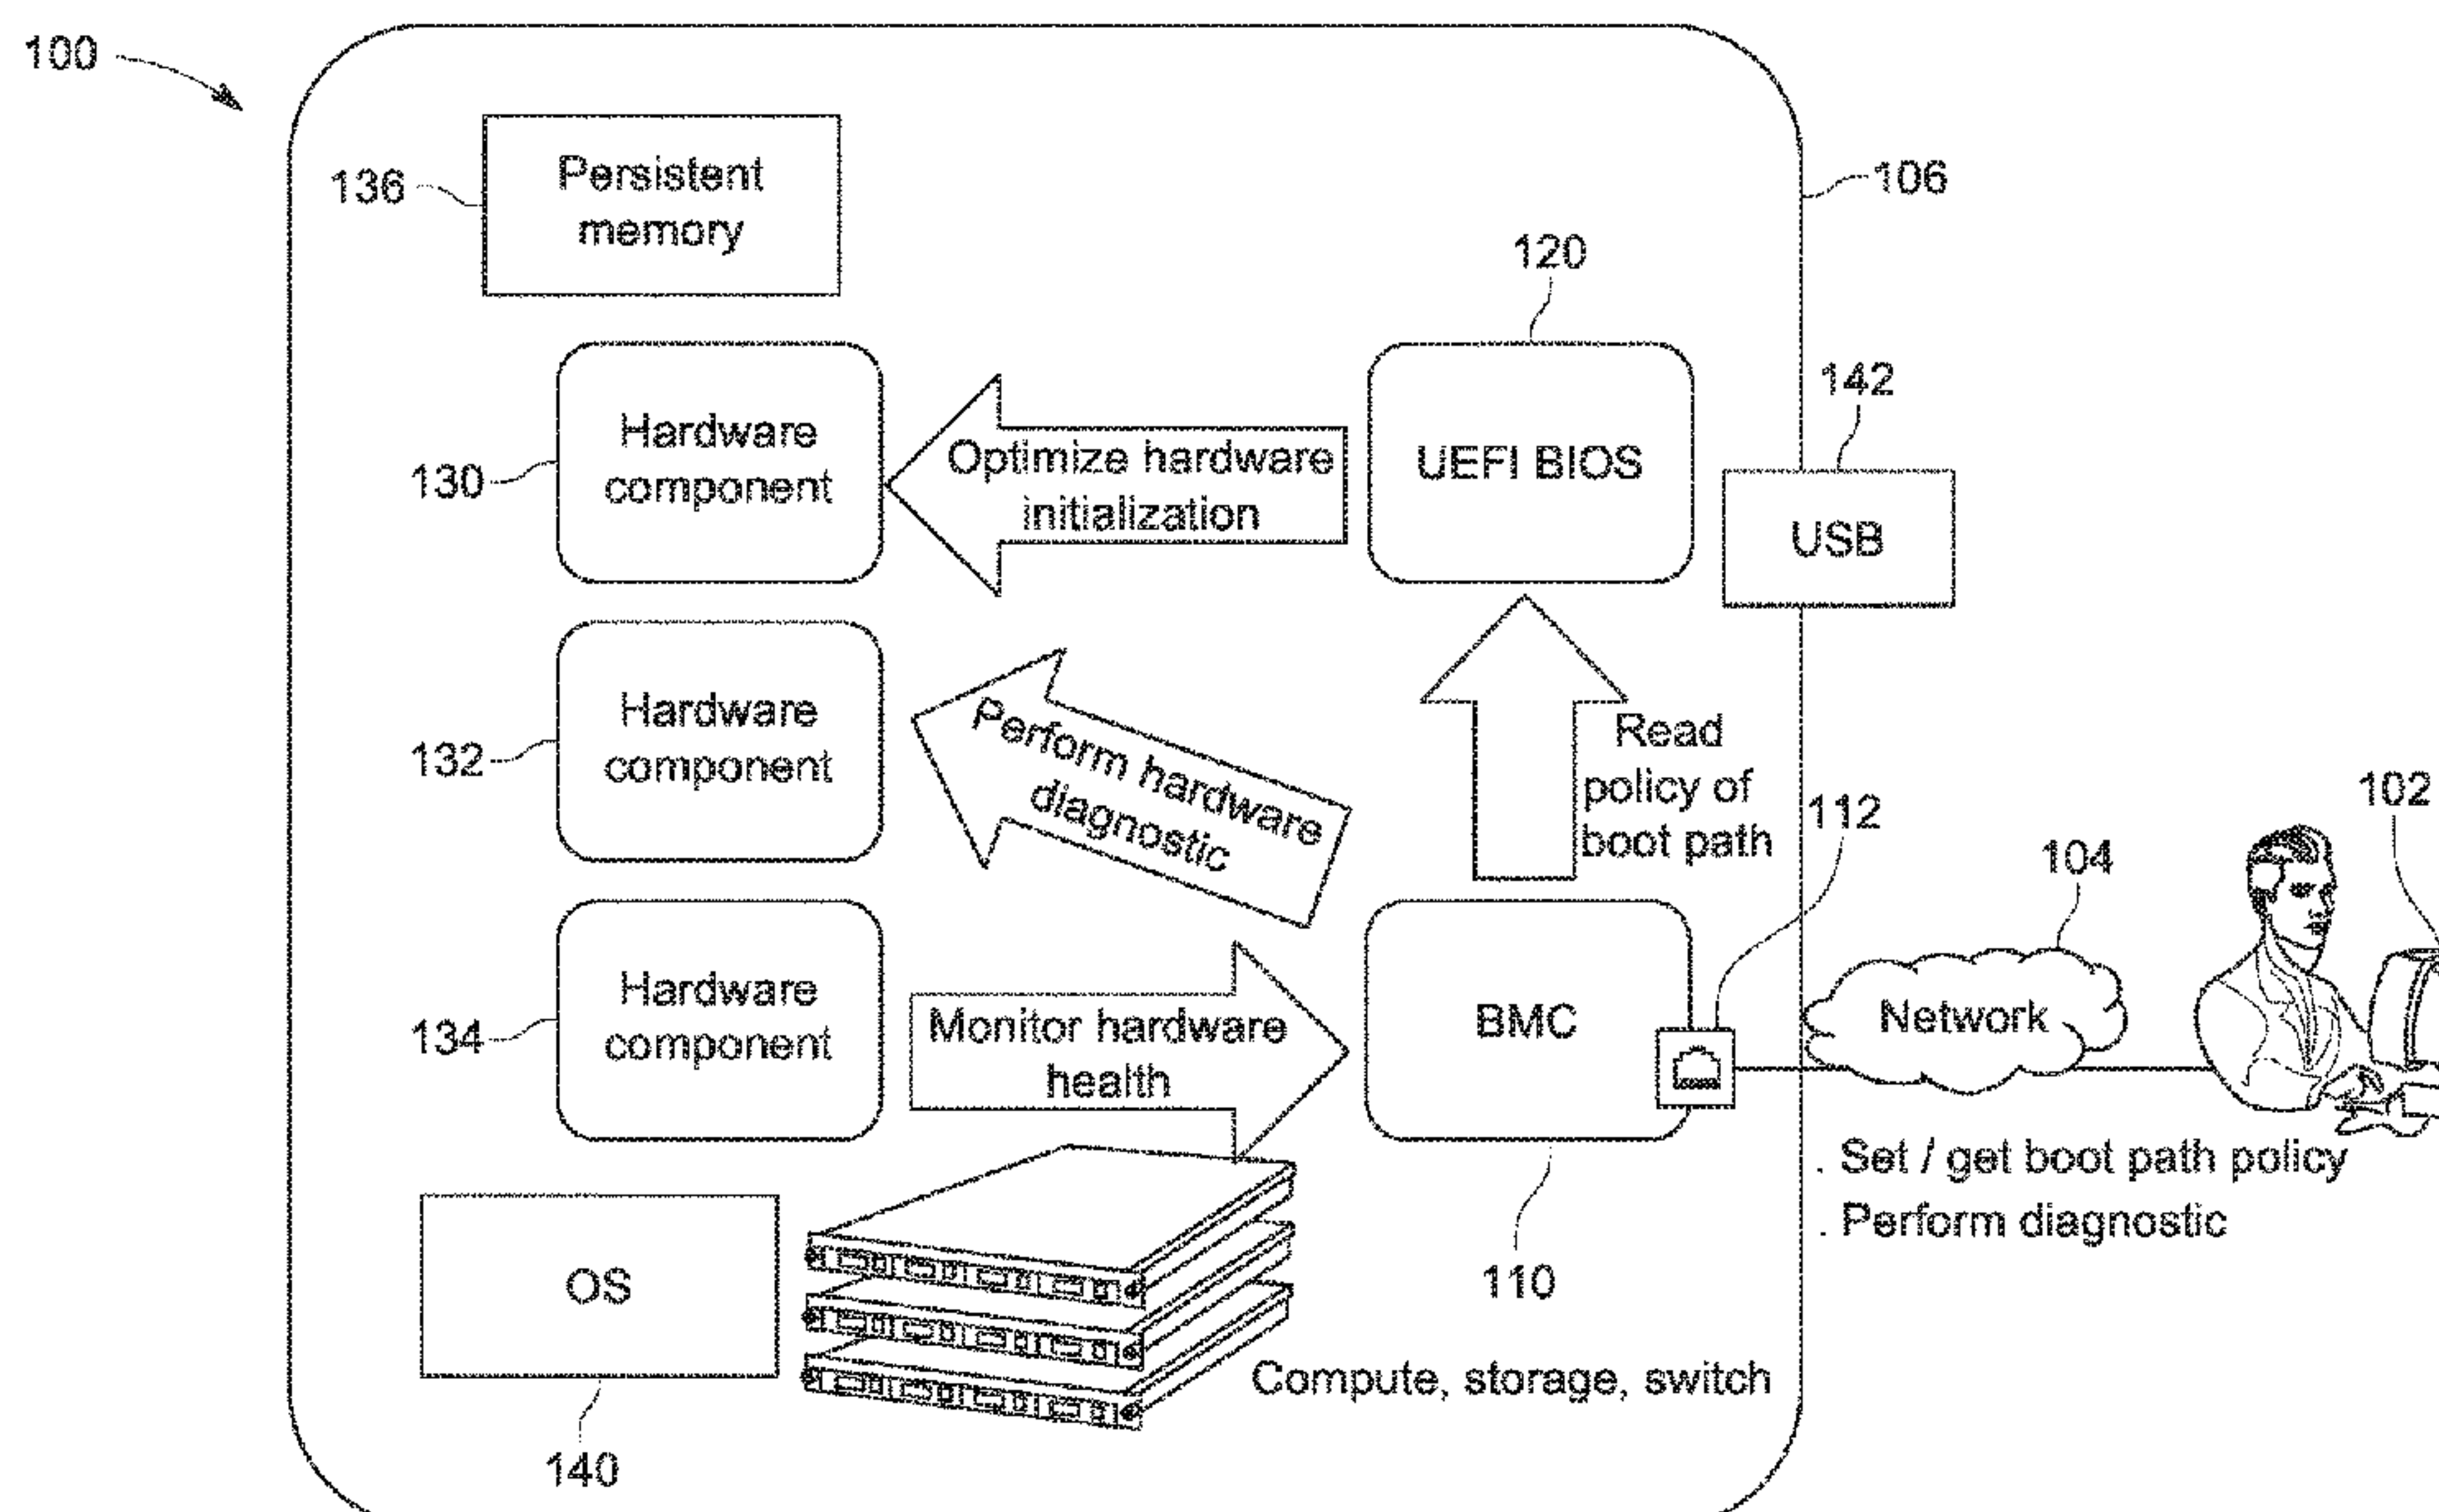 100
Persistent
memory
136
106
120
142
Hardware
component
130
Optimize hardware
initialization
UEFI BIOS
USB
Hardware
component
132
Perform hardware
diagnostic
Read
policy of
boot path
112
102
104
Hardware
component
134
Monitor hardware
health
BMC
Network
. Set / get boot path policy
. Perform diagnostic
OS
110
Compute, storage, switch
140